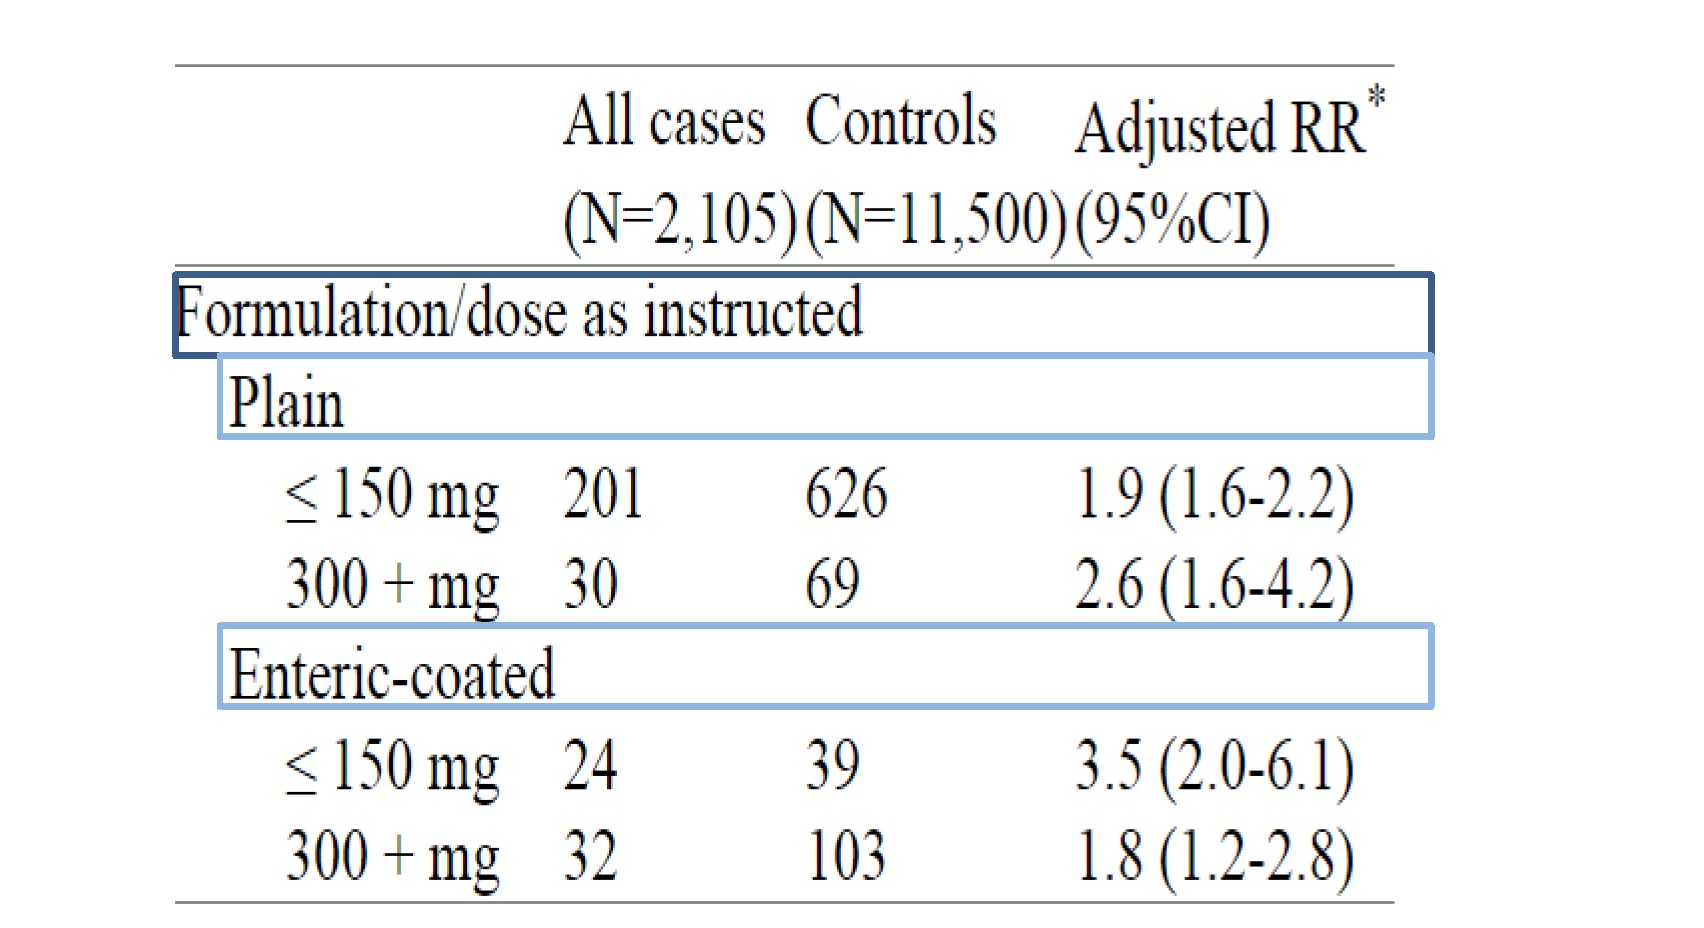 All cases Controls Adjusted RR*
(N=2,105) (N=11,500) (95%CI)
Formulation/dose as instructed
Plain
≤ 150 mg 201 626 1.9 (1.6-2.2)
300 + mg 30 69 2.6 (1.6-4.2)
Enteric-coated
≤ 150 mg 24 39 3.5 (2.0-6.1)
300 + mg 32 103 1.8 (1.2-2.8)